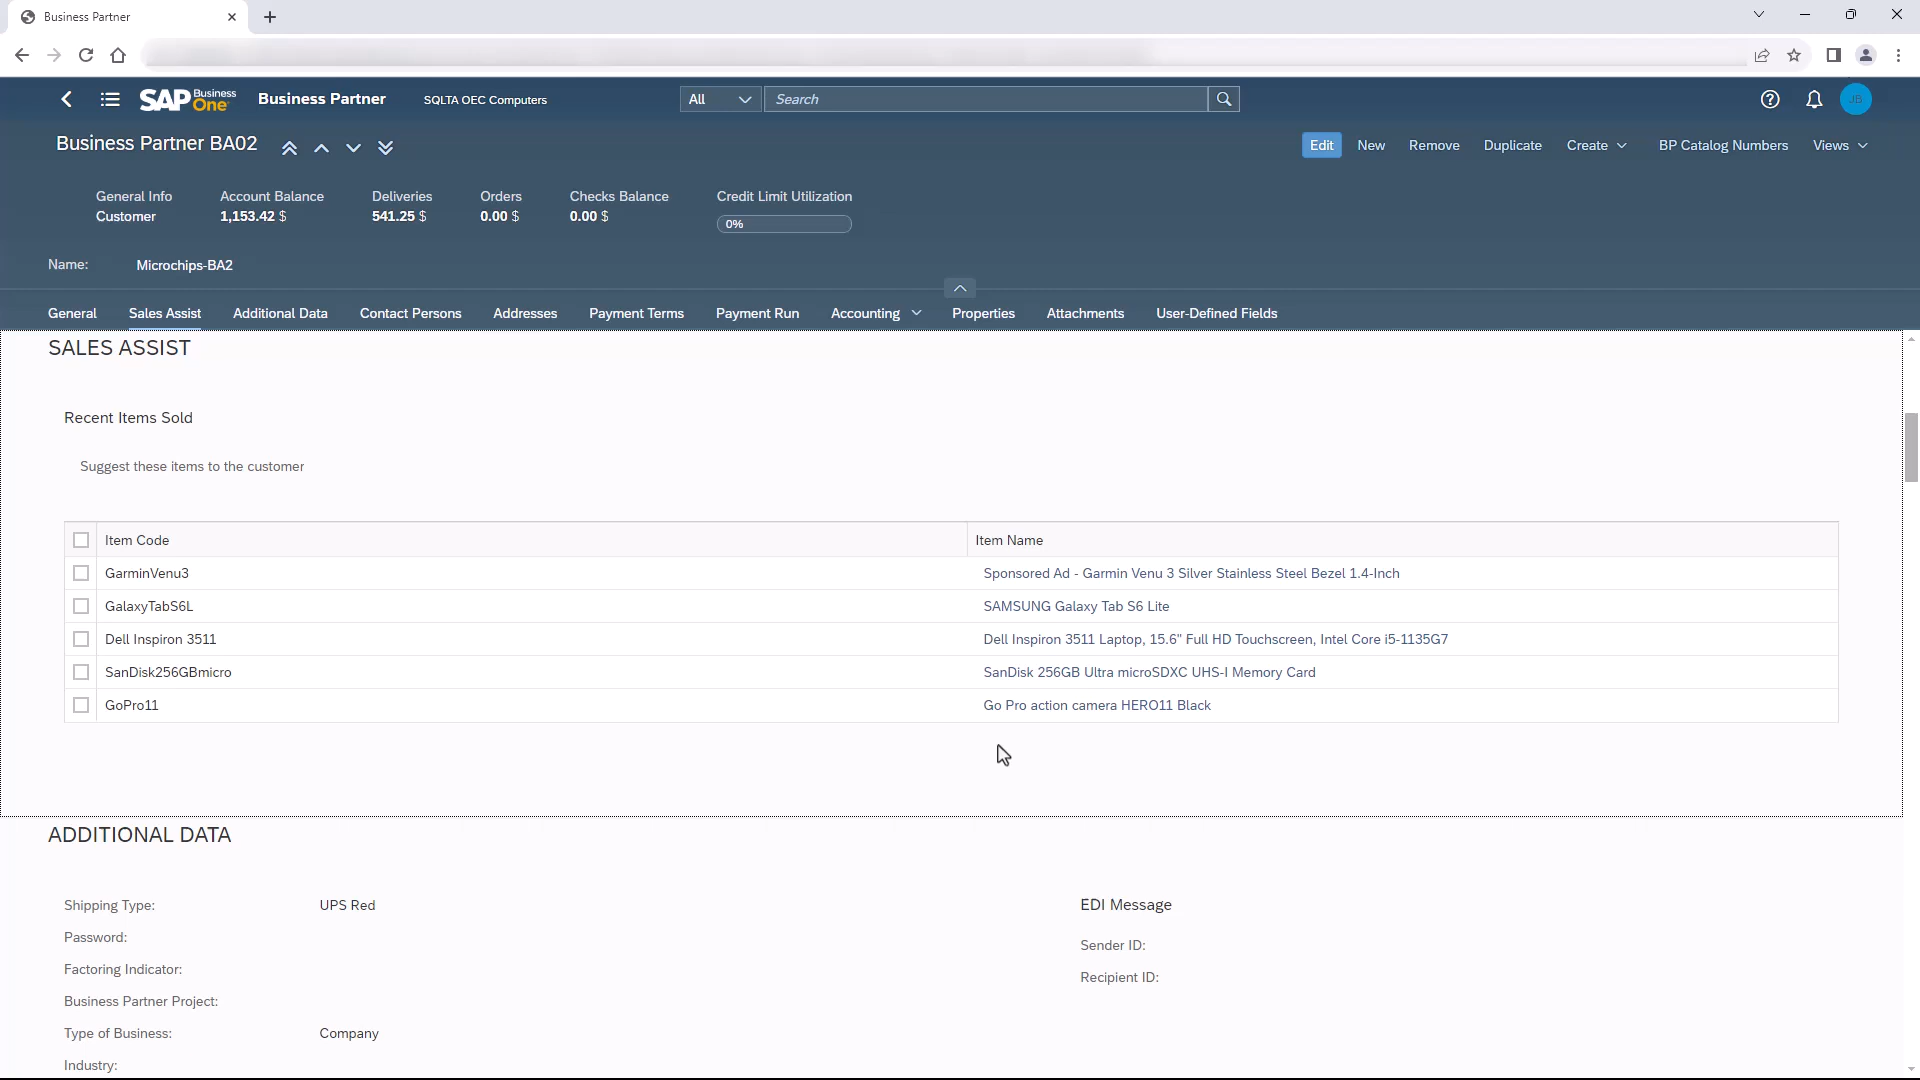 Business Partner
SAP Business One Business Partner SQLTA OEC Computers All Search JB
Business Partner BA02 Edit New Remove Duplicate Create BP Catalog Numbers Views
General Info Account Balance Deliveries Orders Checks Balance Credit Limit Utilization
Customer 1,153.42 $ 541.25 $ 0.00 $ 0.00 $ 0%
Name: Microchips-BA2
General Sales Assist Additional Data Contact Persons Addresses Payment Terms Payment Run Accounting Properties Attachments User-Defined Fields
SALES ASSIST
Recent Items Sold
Suggest these items to the customer
Item Code Item Name
GarminVenu3 Sponsored Ad - Garmin Venu 3 Silver Stainless Steel Bezel 1.4-Inch
GalaxyTabS6L SAMSUNG Galaxy Tab S6 Lite
Dell Inspiron 3511 Dell Inspiron 3511 Laptop, 15.6" Full HD Touchscreen, Intel Core i5-1135G7
SanDisk256GBmicro SanDisk 256GB Ultra microSDXC UHS-I Memory Card
GoPro11 Go Pro action camera HERO11 Black
ADDITIONAL DATA
Shipping Type: UPS Red EDI Message
Password: Sender ID:
Factoring Indicator: Recipient ID:
Business Partner Project:
Type of Business: Company
Industry: